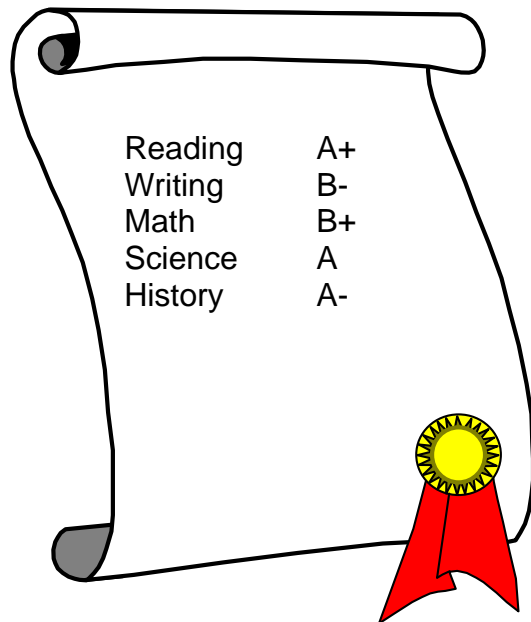 Reading A+
Writing B-
Math B+
Science A
History A-